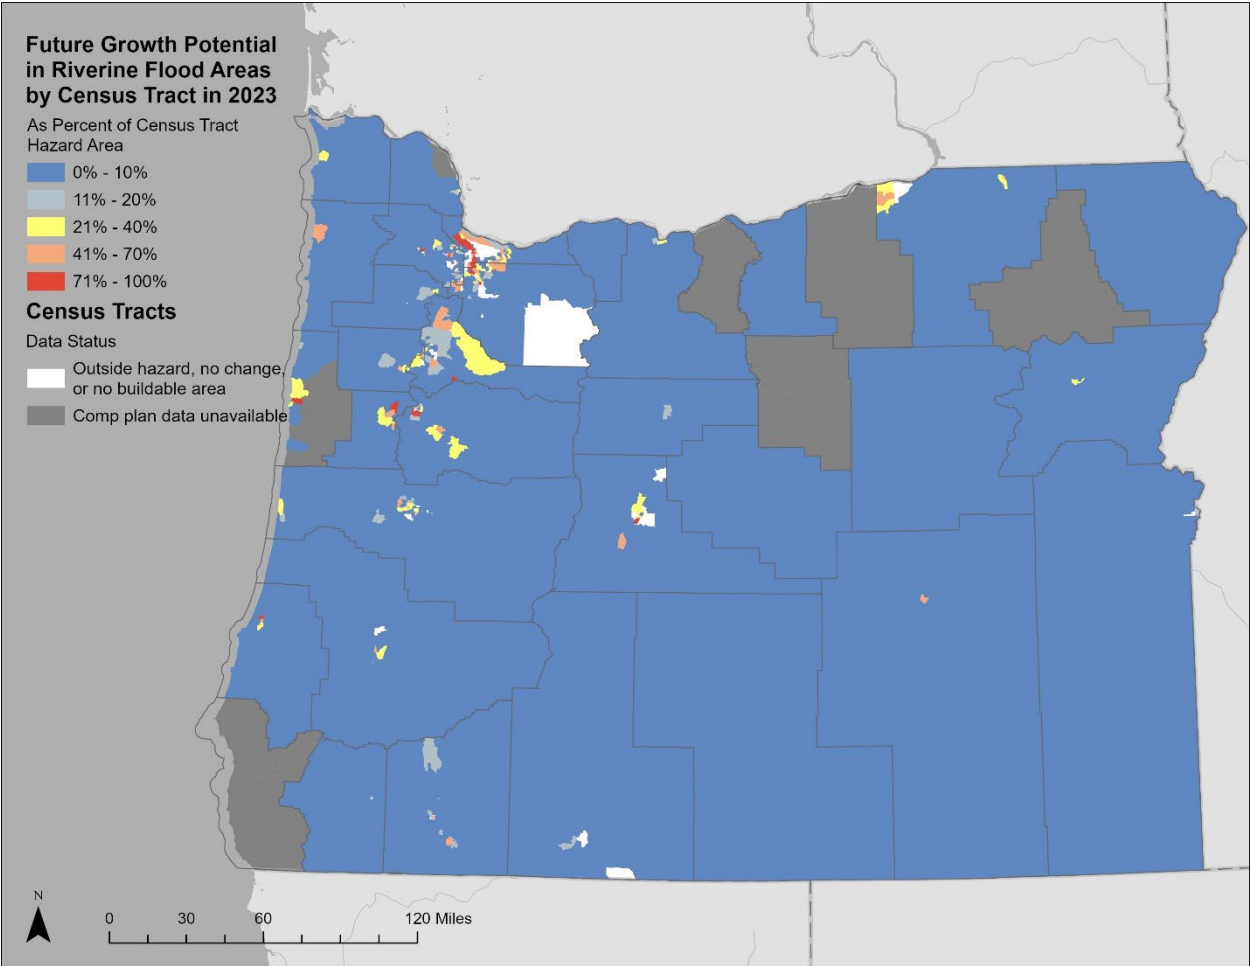 Future Growth Potential
in Riverine Flood Areas
by Census Tract in 2023
As Percent of Census Tract
Hazard Area
0% - 10%
11% - 20%
21% - 40%
41% - 70%
71% - 100%
Census Tracts
Data Status
Outside hazard, no change,
or no buildable area
Comp plan data unavailable
N
0 30 60 120 Miles